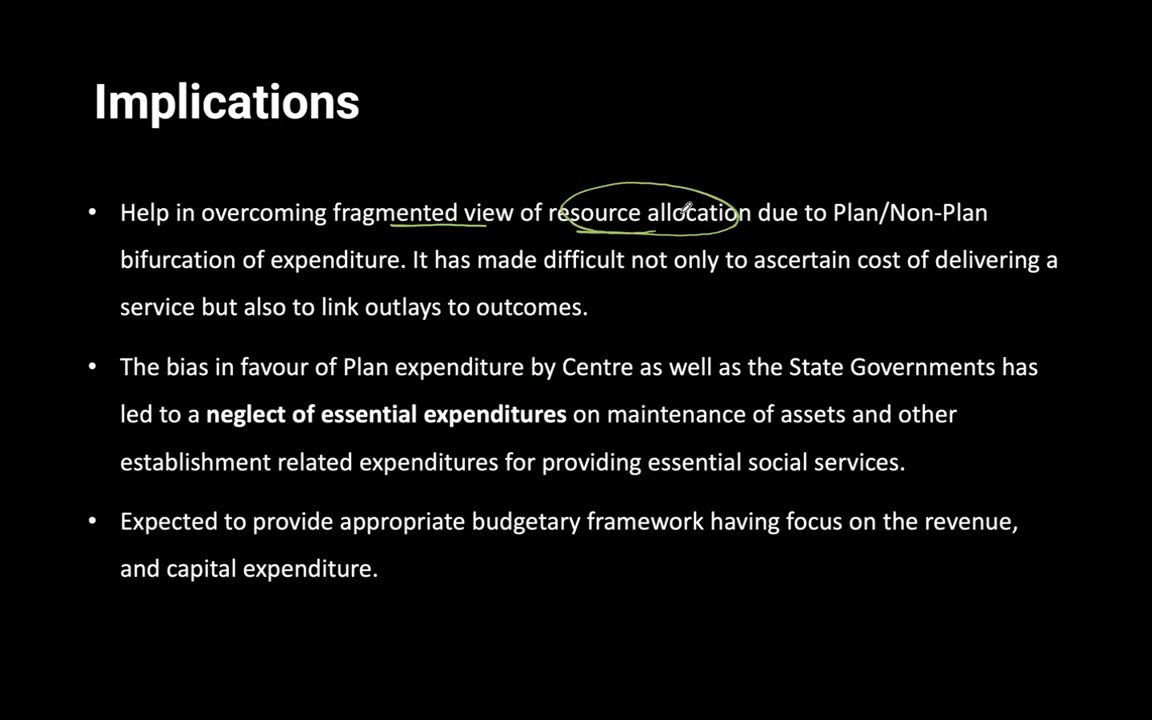 Implications
• Help in overcoming fragmented view of resource allocation due to Plan/Non-Plan
bifurcation of expenditure. It has made difficult not only to ascertain cost of delivering a
service but also to link outlays to outcomes.
• The bias in favour of Plan expenditure by Centre as well as the State Governments has
led to a neglect of essential expenditures on maintenance of assets and other
establishment related expenditures for providing essential social services.
• Expected to provide appropriate budgetary framework having focus on the revenue,
and capital expenditure.